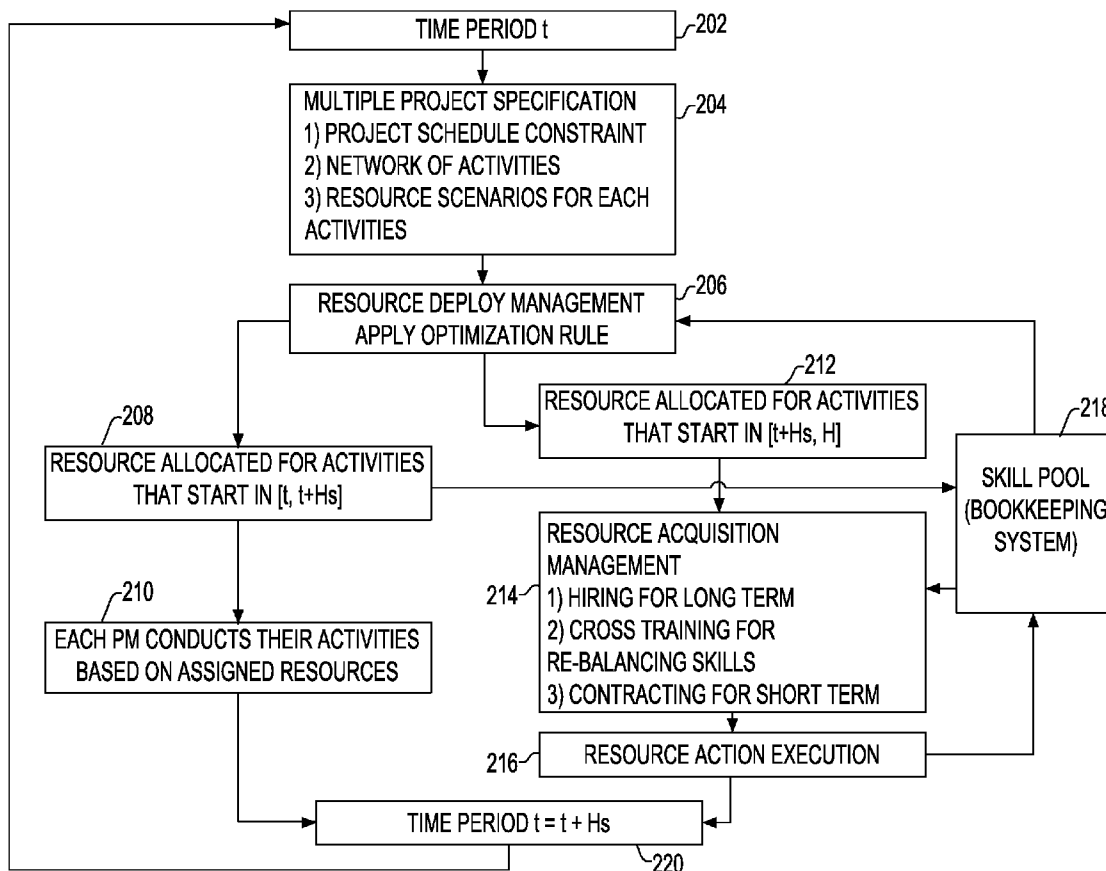 TIME PERIOD t
202
MULTIPLE PROJECT SPECIFICATION
1) PROJECT SCHEDULE CONSTRAINT
2) NETWORK OF ACTIVITIES
3) RESOURCE SCENARIOS FOR EACH
ACTIVITIES
204
RESOURCE DEPLOY MANAGEMENT
APPLY OPTIMIZATION RULE
206
212
RESOURCE ALLOCATED FOR ACTIVITIES
THAT START IN [t+Hs, H]
208
RESOURCE ALLOCATED FOR ACTIVITIES
THAT START IN [t, t+Hs]
218
SKILL POOL
(BOOKKEEPING
SYSTEM)
210
EACH PM CONDUCTS THEIR ACTIVITIES
BASED ON ASSIGNED RESOURCES
214
RESOURCE ACQUISITION
MANAGEMENT
1) HIRING FOR LONG TERM
2) CROSS TRAINING FOR
RE-BALANCING SKILLS
3) CONTRACTING FOR SHORT TERM
216
RESOURCE ACTION EXECUTION
TIME PERIOD t = t + Hs
220